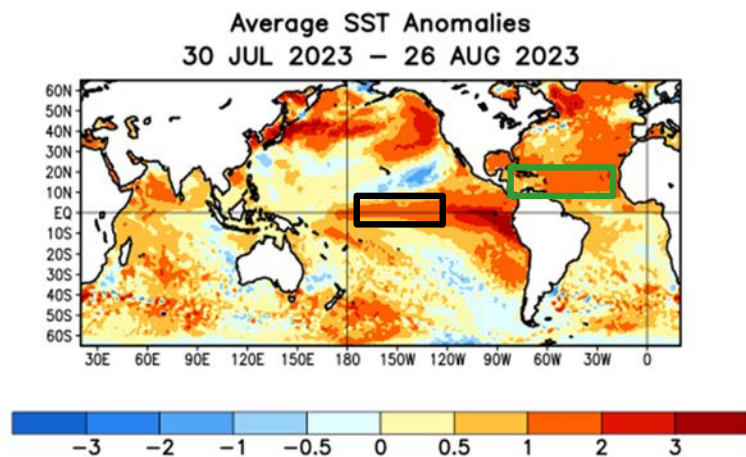 Average SST Anomalies
30 JUL 2023 – 26 AUG 2023
60N
50N
40N
30N
20N
10N
EQ
10S
20S
30S
40S
50S
60S
30E 60E 90E 120E 150E 180 150W 120W 90W 60W 30W 0
-3 -2 -1 -0.5 0 0.5 1 2 3